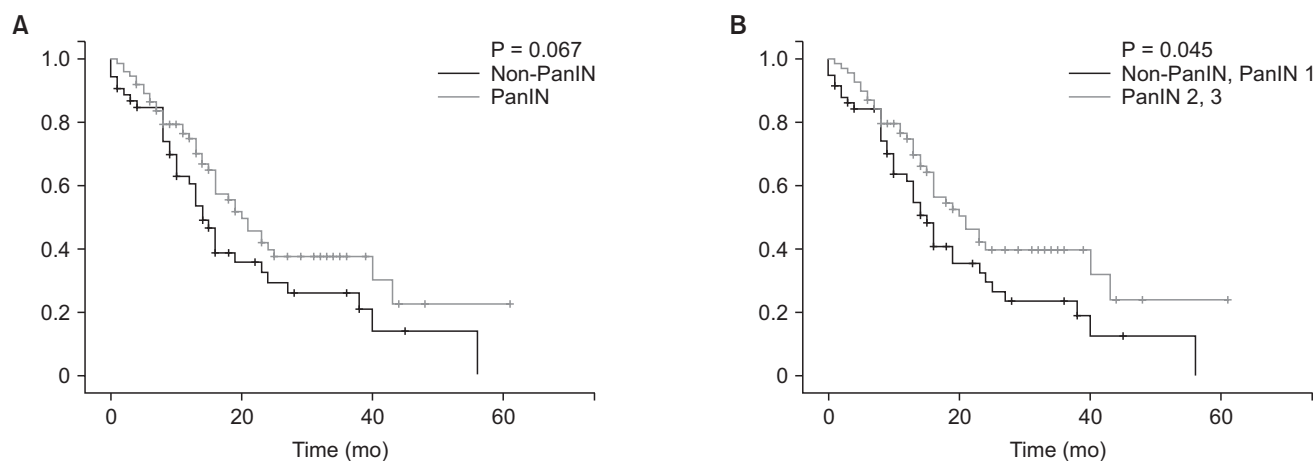 A
P = 0.067
Non-PanIN
PanIN
1.0
0.8
0.6
0.4
0.2
0
0 20 40 60
Time (mo)
B
P = 0.045
Non-PanIN, PanIN 1
PanIN 2, 3
1.0
0.8
0.6
0.4
0.2
0
0 20 40 60
Time (mo)